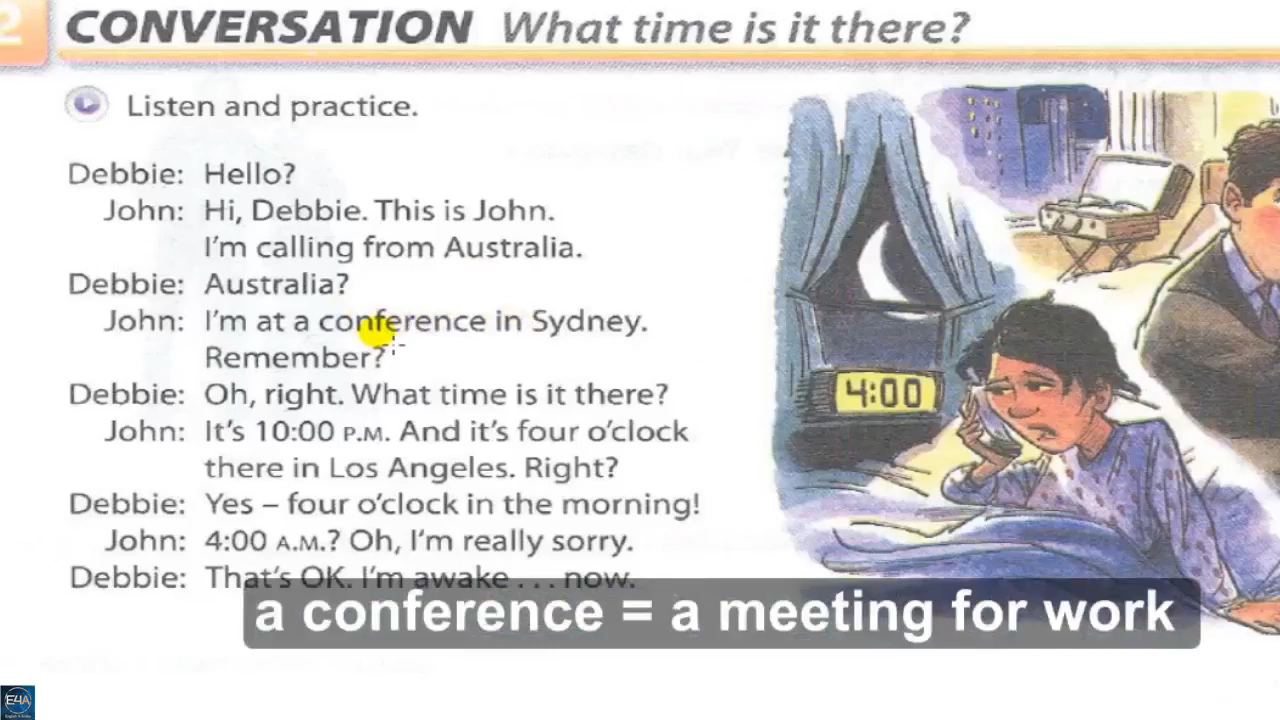 2 CONVERSATION What time is it there?
Listen and practice.
Debbie: Hello?
John: Hi, Debbie. This is John.
I'm calling from Australia.
Debbie: Australia?
John: I'm at a conference in Sydney.
Remember?
Debbie: Oh, right. What time is it there?
John: It's 10:00 P.M. And it's four o'clock
there in Los Angeles. Right?
Debbie: Yes – four o'clock in the morning!
John: 4:00 A.M.? Oh, I'm really sorry.
Debbie: That's OK. I'm awake . . . now.
4:00
a conference = a meeting for work
E4A